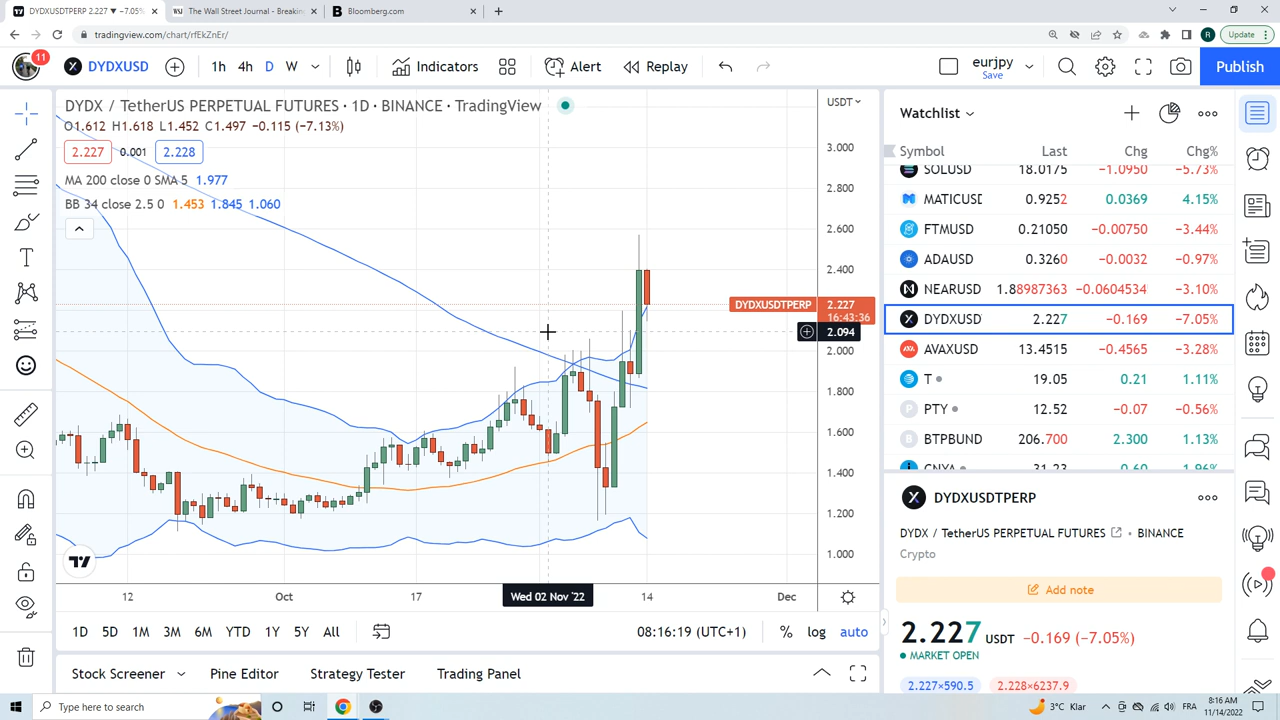 DYDXUSDTPERP 2.227 ▼ −7.05%
The Wall Street Journal - Breaking
Bloomberg.com
tradingview.com/chart/rfEkZnEr/
R
Update
11
DYDXUSD
1h 4h D W
Indicators
Alert
Replay
eurjpy
Save
Publish
DYDX / TetherUS PERPETUAL FUTURES · 1D · BINANCE · TradingView
O1.612 H1.618 L1.452 C1.497 −0.115 (−7.13%)
2.227 0.001 2.228
MA 200 close 0 SMA 5 1.977
BB 34 close 2.5 0 1.453 1.845 1.060
USDT
3.000
2.800
2.600
2.400
DYDXUSDTPERP 2.227
16:43:36
2.094
2.000
1.800
1.600
1.400
1.200
1.000
12 Oct 17 Wed 02 Nov '22 14 Dec
1D 5D 1M 3M 6M YTD 1Y 5Y All
08:16:19 (UTC+1)
% log auto
Stock Screener
Pine Editor
Strategy Tester
Trading Panel
Watchlist
Symbol Last Chg Chg%
SOLUSD 18.0175 −1.0950 −5.73%
MATICUSD 0.9252 0.0369 4.15%
FTMUSD 0.21050 −0.00750 −3.44%
ADAUSD 0.3260 −0.0032 −0.97%
NEARUSD 1.88987363 −0.0604534 −3.10%
DYDXUSD 2.227 −0.169 −7.05%
AVAXUSD 13.4515 −0.4565 −3.28%
T 19.05 0.21 1.11%
PTY 12.52 −0.07 −0.56%
BTPBUND 206.700 2.300 1.13%
CNYA 31.23 0.60 1.96%
DYDXUSDTPERP
DYDX / TetherUS PERPETUAL FUTURES • BINANCE
Crypto
Add note
2.227 USDT −0.169 (−7.05%)
MARKET OPEN
2.227×590.5 2.228×6237.9
Type here to search
3°C Klar
FRA
8:16 AM
11/14/2022